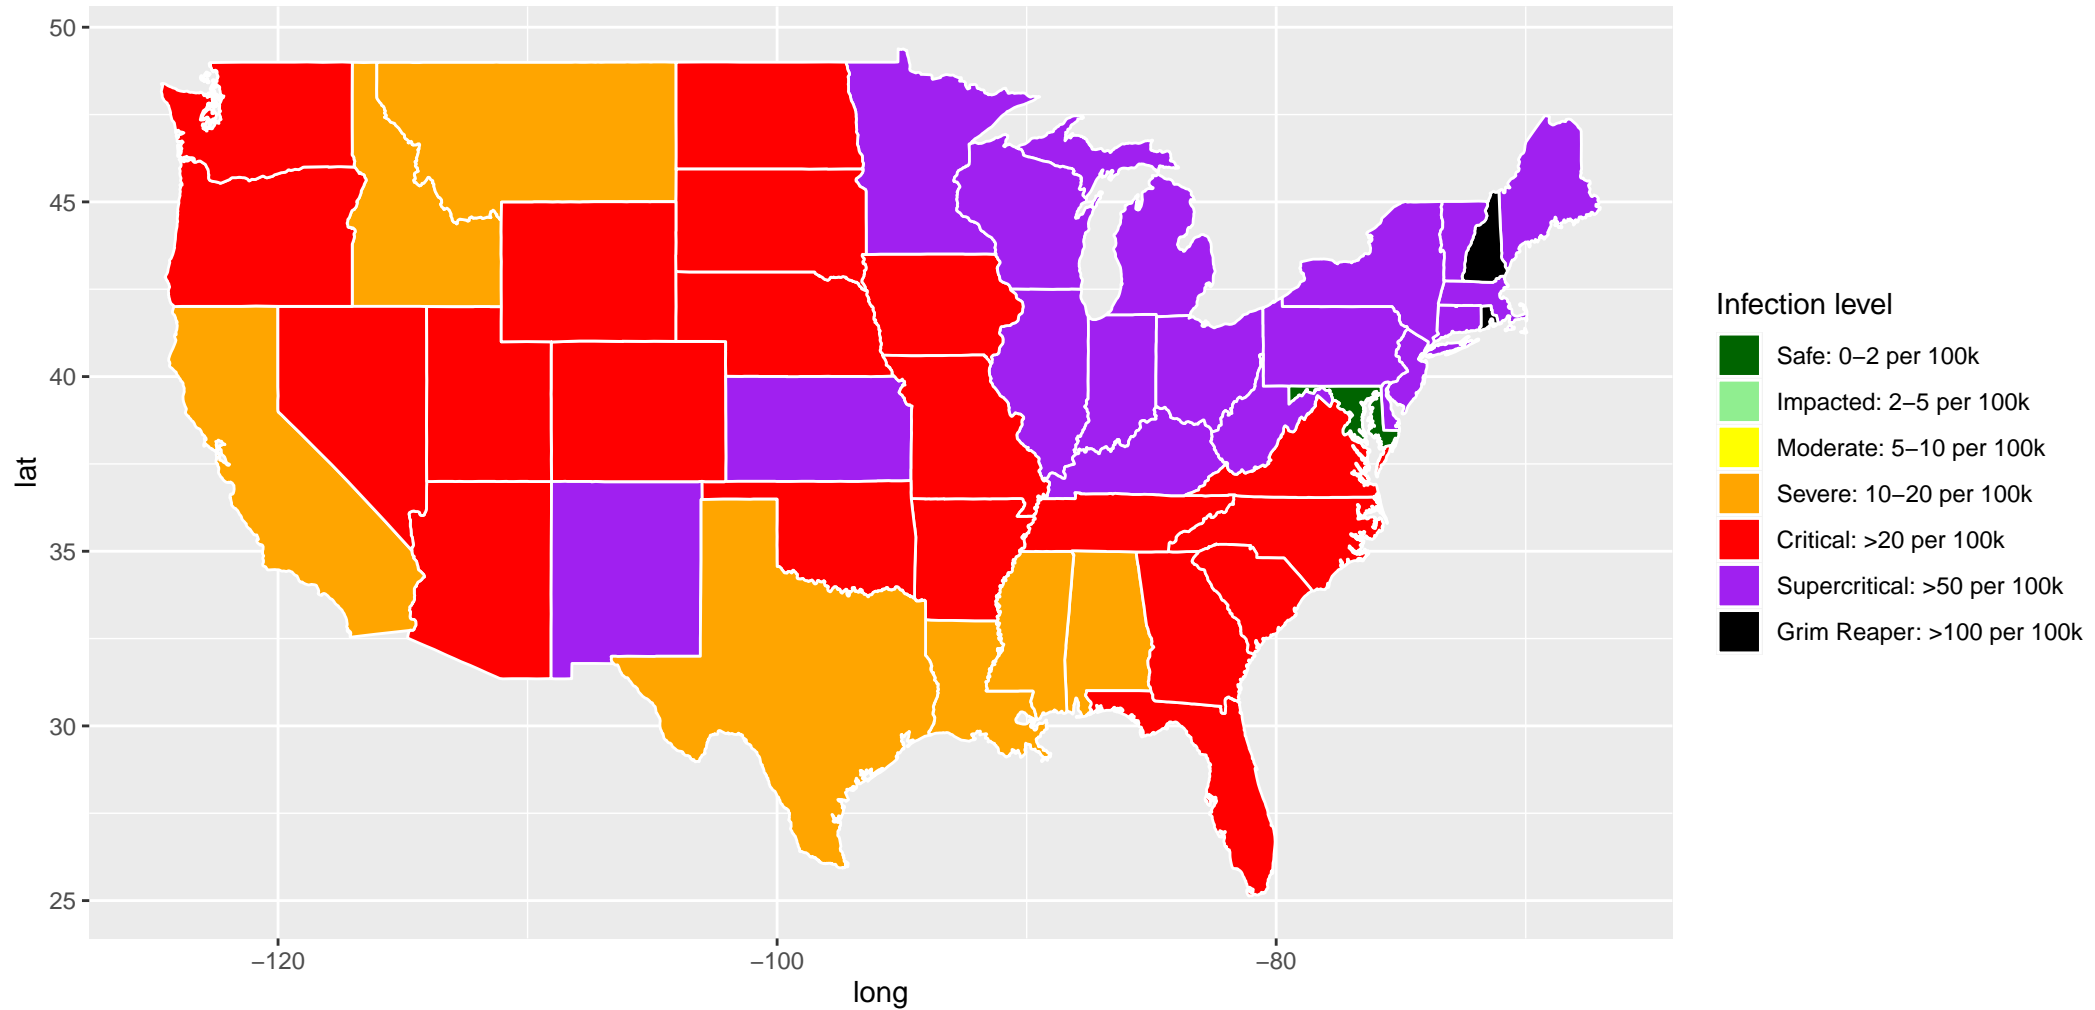 50
45
40
35
30
25
lat
−120
−100
−80
long
Infection level
Safe: 0−2 per 100k
Impacted: 2−5 per 100k
Moderate: 5−10 per 100k
Severe: 10−20 per 100k
Critical: >20 per 100k
Supercritical: >50 per 100k
Grim Reaper: >100 per 100k